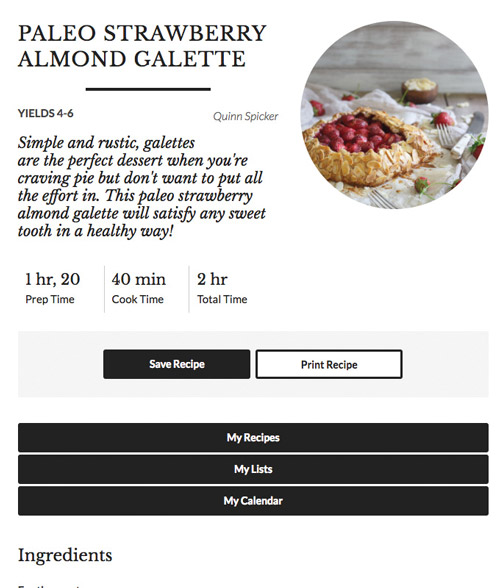 PALEO STRAWBERRY
ALMOND GALETTE
YIELDS 4-6
Quinn Spicker
Simple and rustic, galettes
are the perfect dessert when you're
craving pie but don't want to put all
the effort in. This paleo strawberry
almond galette will satisfy any sweet
tooth in a healthy way!
1 hr, 20
Prep Time
40 min
Cook Time
2 hr
Total Time
Save Recipe
Print Recipe
My Recipes
My Lists
My Calendar
Ingredients